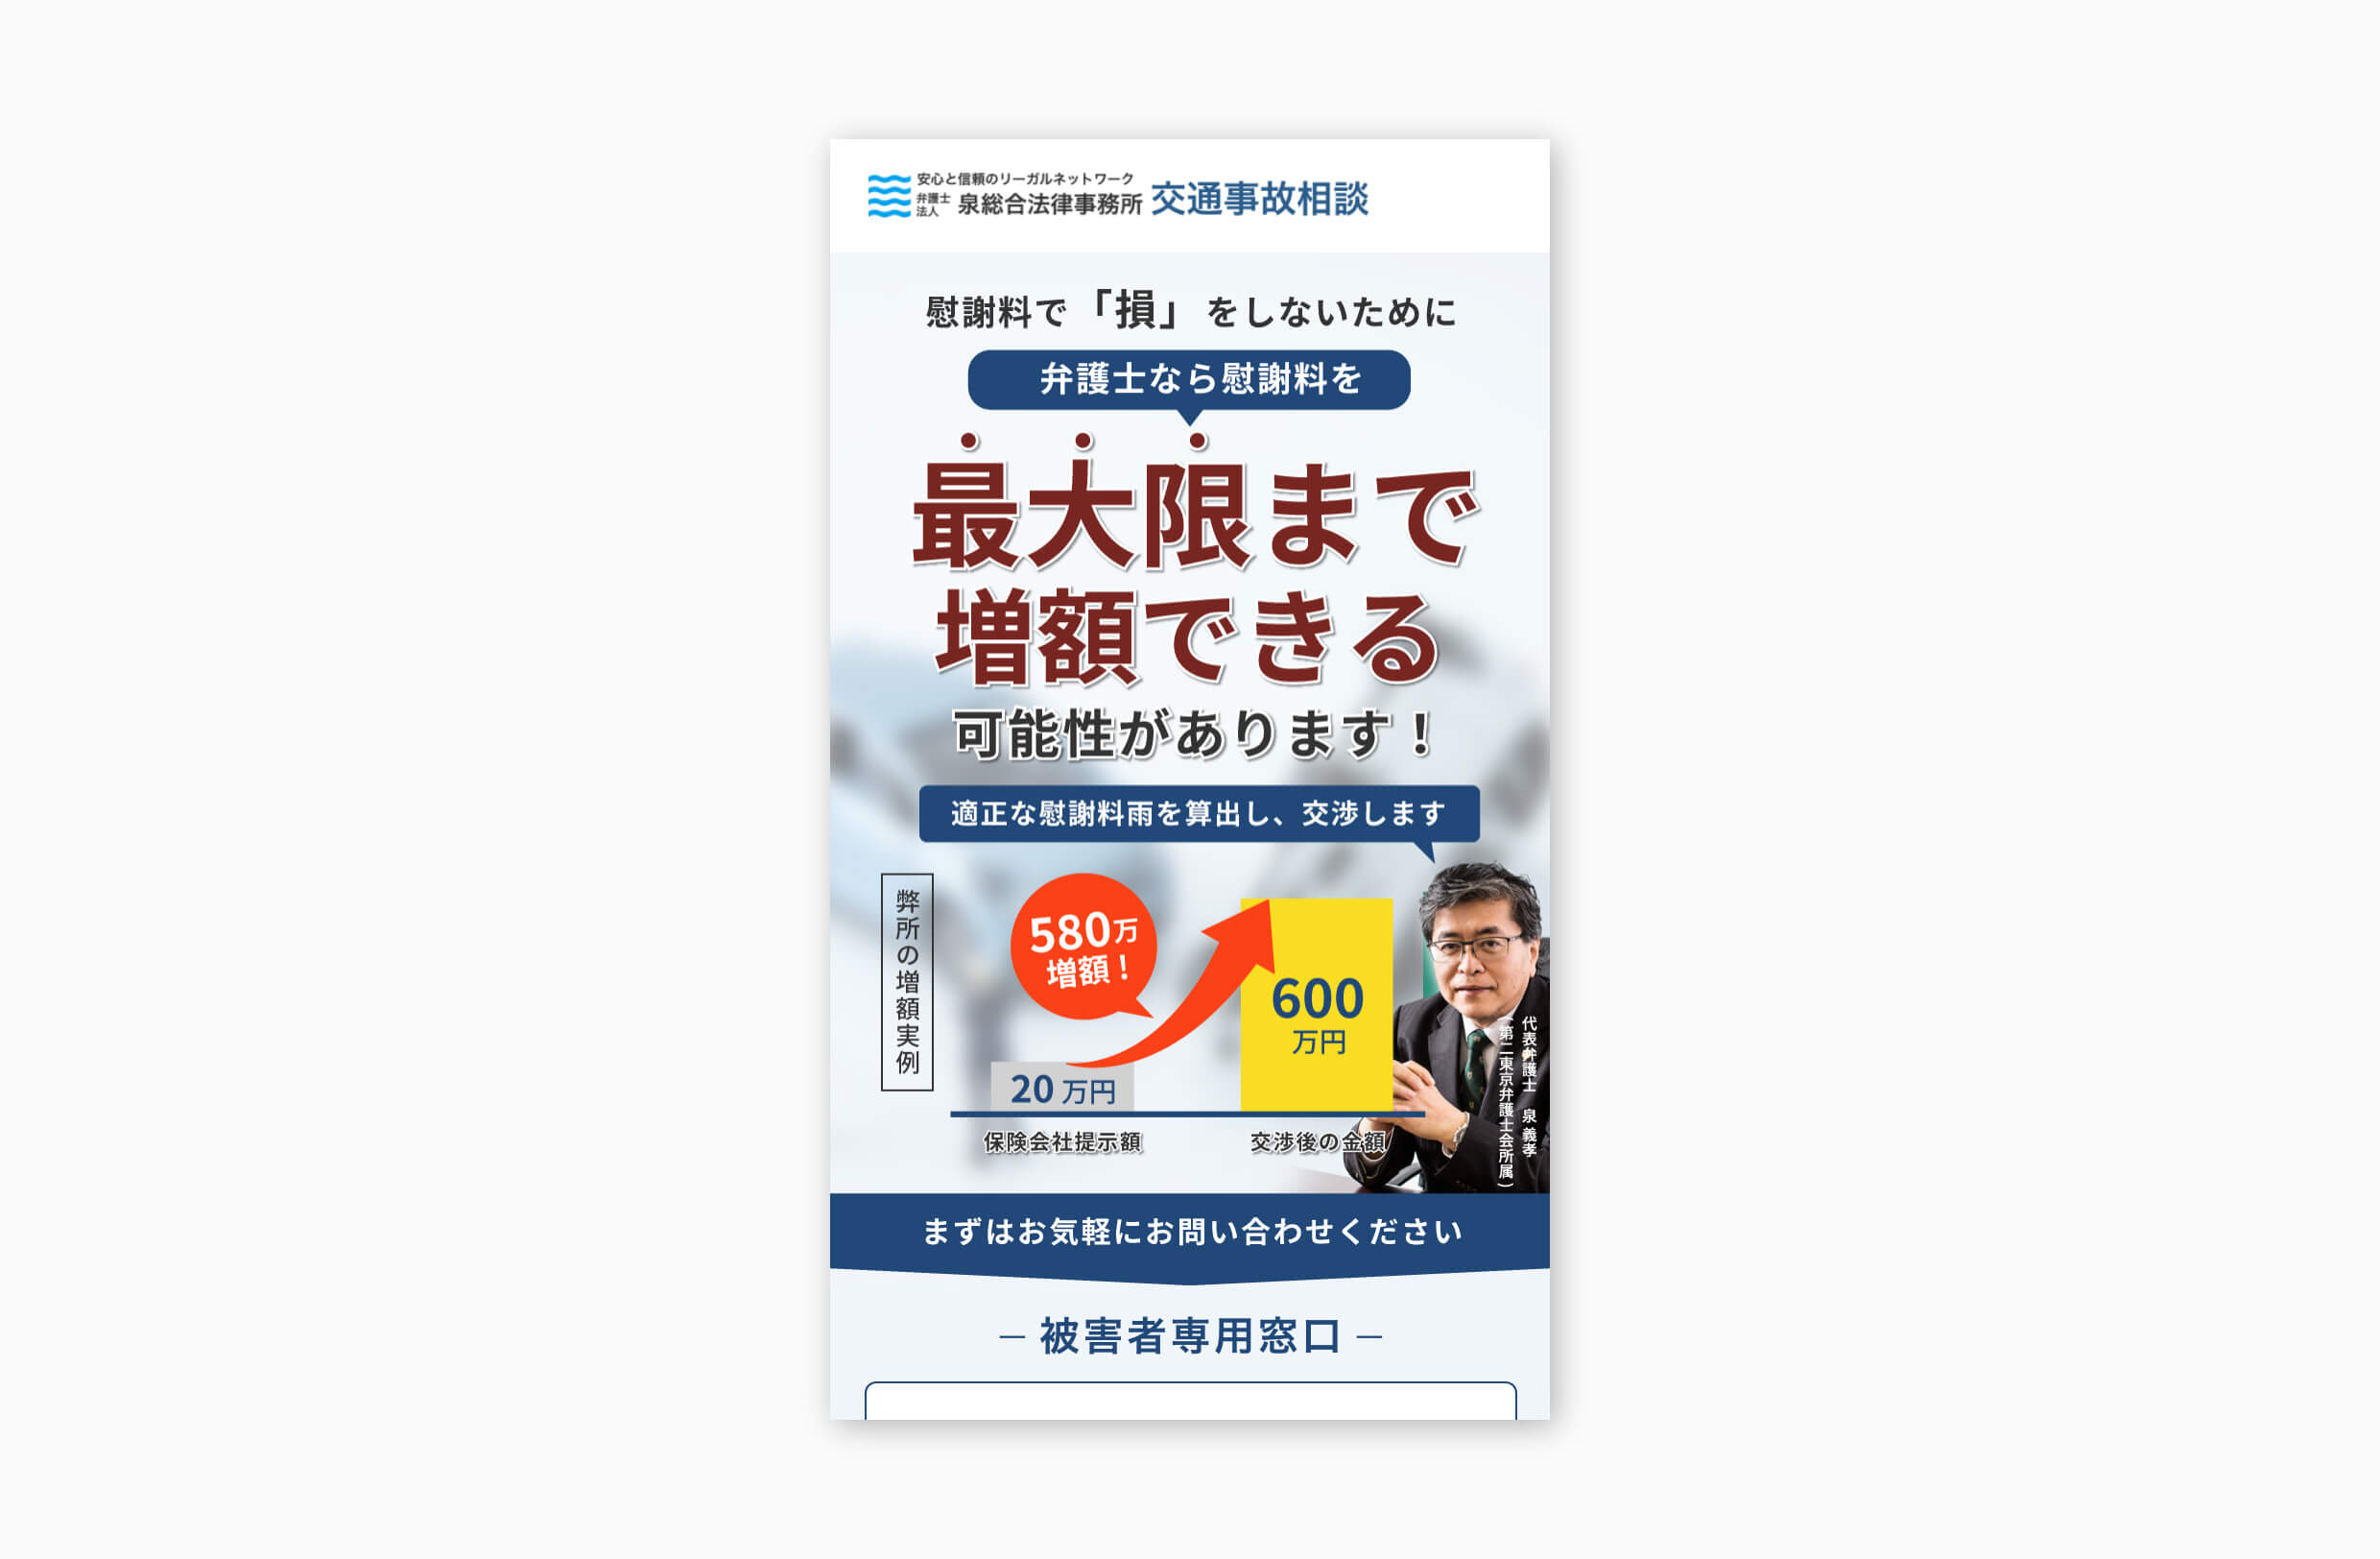 安心と信頼のリーガルネットワーク
弁護士法人 泉総合法律事務所 交通事故相談
慰謝料で「損」をしないために
弁護士なら慰謝料を
最大限まで
増額できる
可能性があります！
適正な慰謝料雨を算出し、交渉します
弊所の増額実例
580万
増額！
600
万円
20万円
保険会社提示額
交渉後の金額
代表弁護士 泉 義孝
（第二東京弁護士会所属）
まずはお気軽にお問い合わせください
― 被害者専用窓口 ―